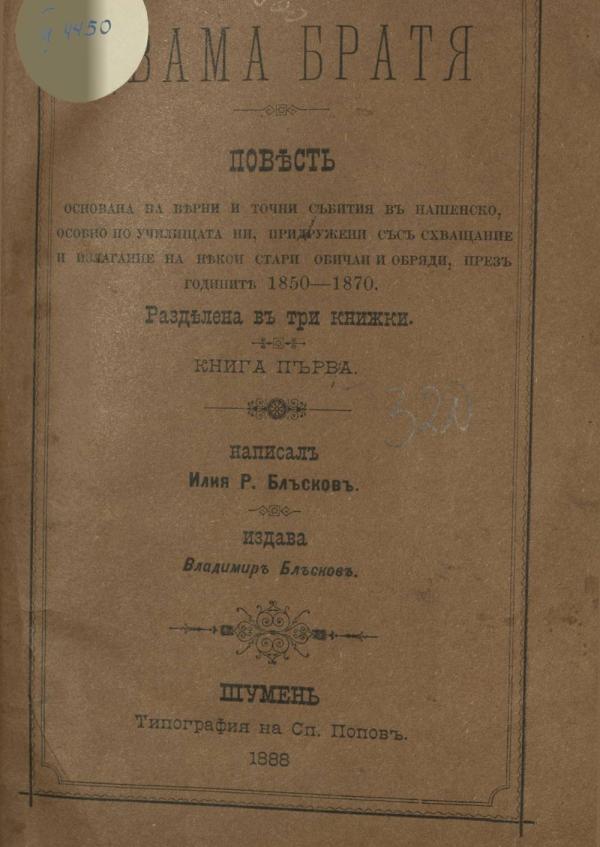 4450
ВАМА БРАТЯ
ПОВѢСТЬ
ОСНОВАНА НА ВѢРНИ И ТОЧНИ СЪБИТИЯ ВЪ НАШЕНСКО,
ОСОБНО ПО УЧИЛИЩАТА НИ, ПРИДРУЖЕНИ СЪСЪ СХВАЩАНИЕ
И ИЗЛАГАНИЕ НА НѢКОИ СТАРИ ОБИЧАИ И ОБРЯДИ, ПРЕЗЪ
ГОДИНИТѢ 1850—1870.
Раздѣлена въ три книжки.
КНИГА ПЪРВА.
320
написалъ
Илия Р. Блъсковъ.
издава
Владимиръ Блъсковъ.
ШУМЕНЬ
Типография на Сп. Поповъ.
1888